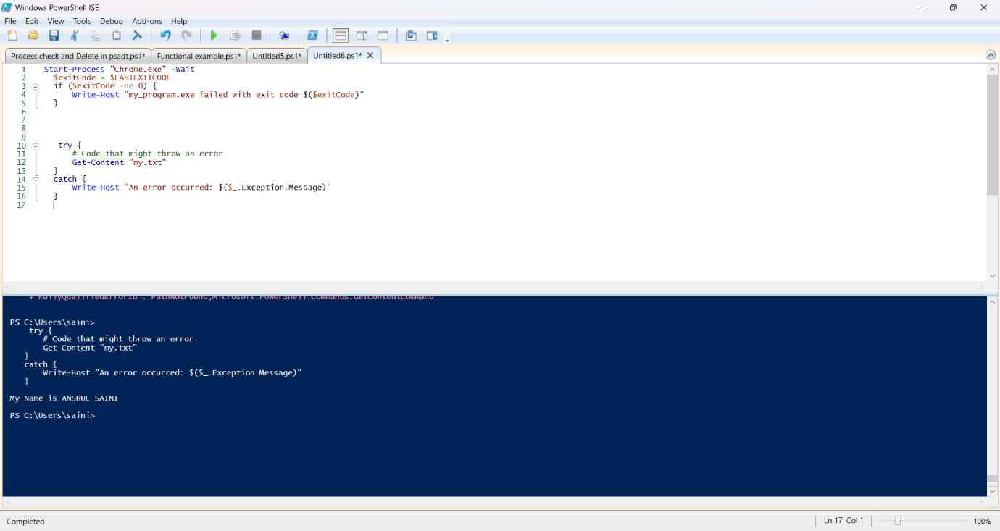 Windows PowerShell ISE
File Edit View Tools Debug Add-ons Help
Process check and Delete in psadt.ps1* Functional example.ps1* Untitled5.ps1* Untitled6.ps1*
1 Start-Process "Chrome.exe" -Wait
2 $exitCode = $LASTEXITCODE
3 if ($exitCode -ne 0) {
4 Write-Host "my_program.exe failed with exit code $($exitCode)"
5 }
6
7
8
9
10 try {
11 # Code that might throw an error
12 Get-Content "my.txt"
13 }
14 catch {
15 Write-Host "An error occurred: $($_.Exception.Message)"
16 }
17
+ FullyQualifiedErrorId : PathNotFound,Microsoft.PowerShell.Commands.GetContentCommand
PS C:\Users\saini>
try {
# Code that might throw an error
Get-Content "my.txt"
}
catch {
Write-Host "An error occurred: $($_.Exception.Message)"
}
My Name is ANSHUL SAINI
PS C:\Users\saini>
Completed Ln 17 Col 1 100%